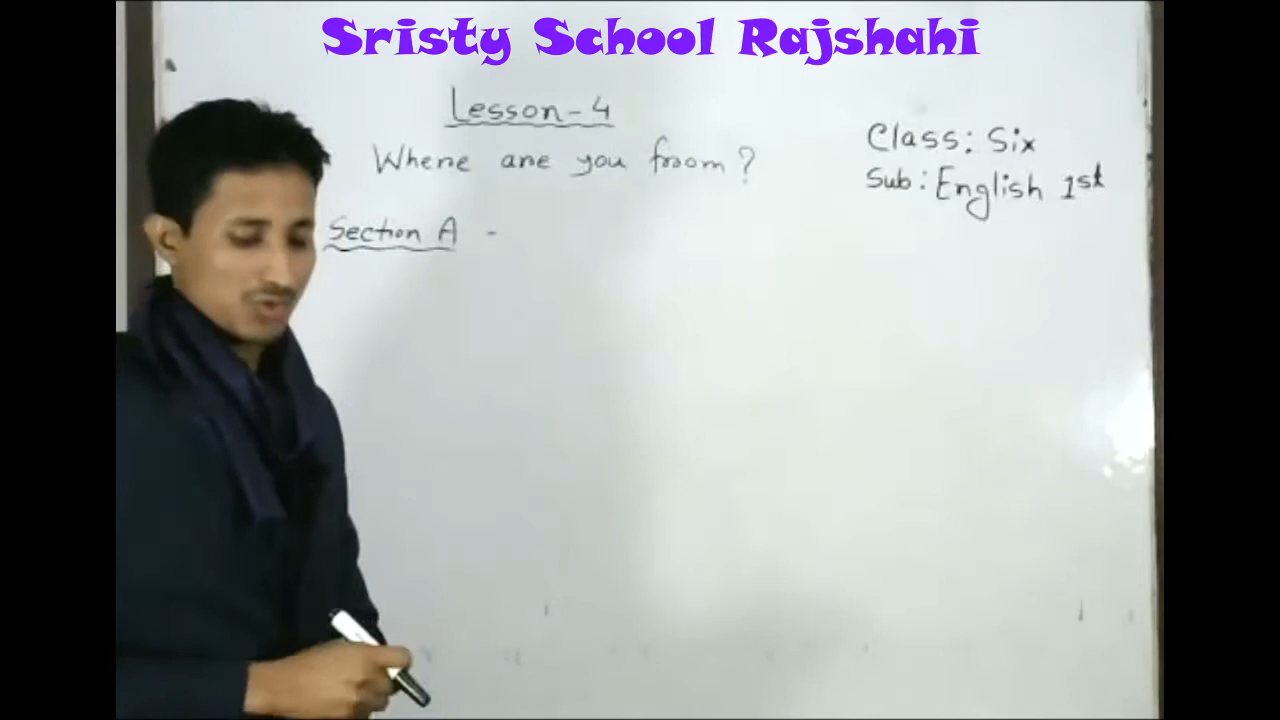 Sristy School Rajshahi
Lesson-4
Where are you from?
Class: Six
Sub: English 1st
Section A -